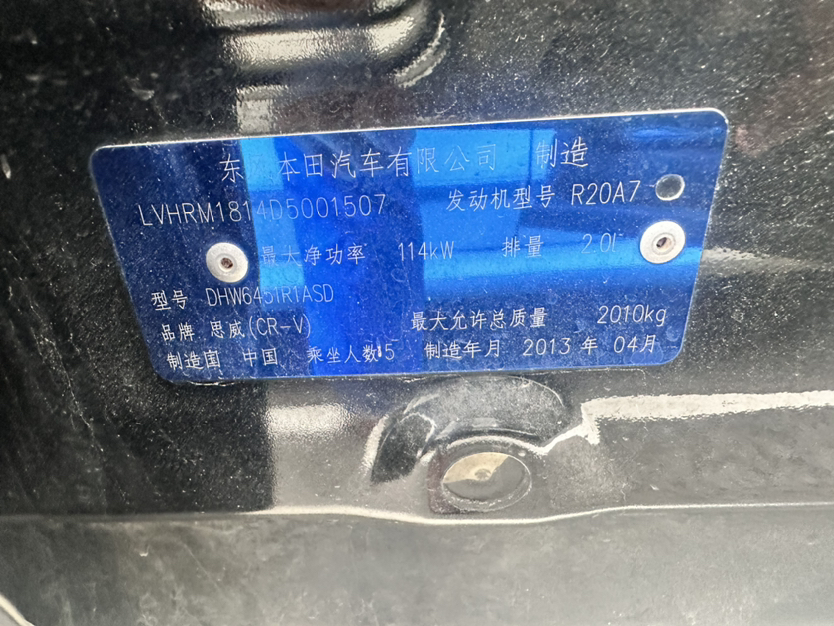 东风本田汽车有限公司 制造
LVHRM1814D5001507 发动机型号 R20A7
最大净功率 114kW 排量 2.0L
型号 DHW6451R1ASD
品牌 思威(CR-V) 最大允许总质量 2010kg
制造国 中国 乘坐人数 5 制造年月 2013 年 04月